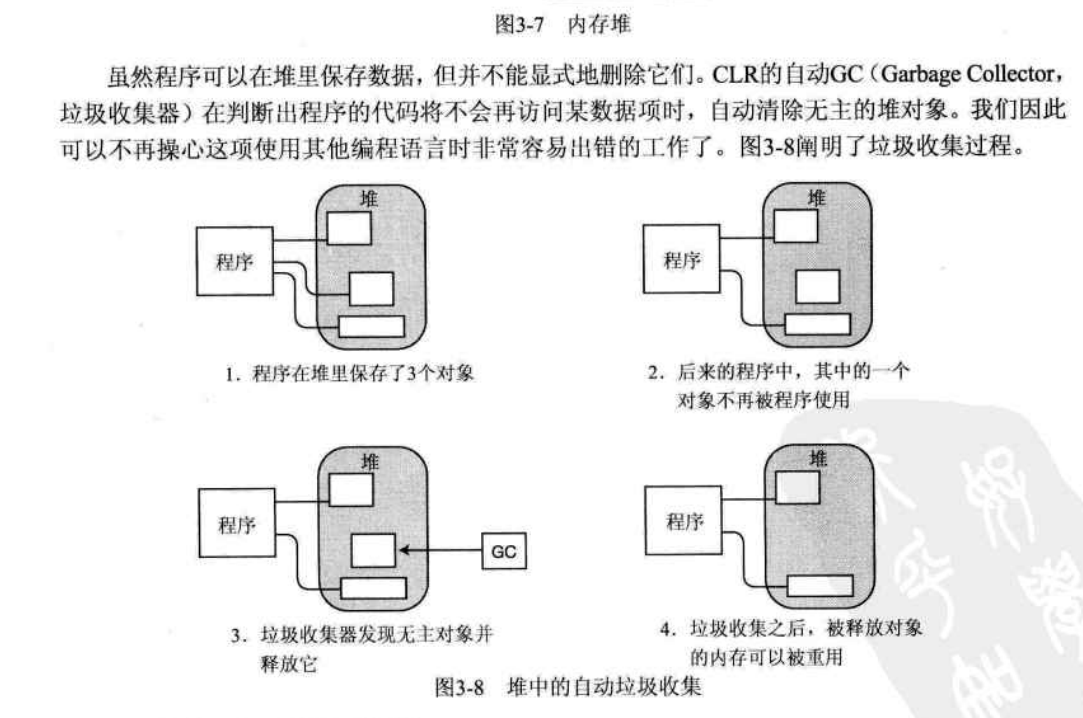 图3-7 内存堆
虽然程序可以在堆里保存数据，但并不能显式地删除它们。CLR的自动GC（Garbage Collector，
垃圾收集器）在判断出程序的代码将不会再访问某数据项时，自动清除无主的堆对象。我们因此
可以不再操心这项使用其他编程语言时非常容易出错的工作了。图3-8阐明了垃圾收集过程。
堆
程序
1. 程序在堆里保存了3个对象
堆
程序
2. 后来的程序中，其中的一个
对象不再被程序使用
堆
程序
GC
3. 垃圾收集器发现无主对象并
释放它
堆
程序
4. 垃圾收集之后，被释放对象
的内存可以被重用
图3-8 堆中的自动垃圾收集